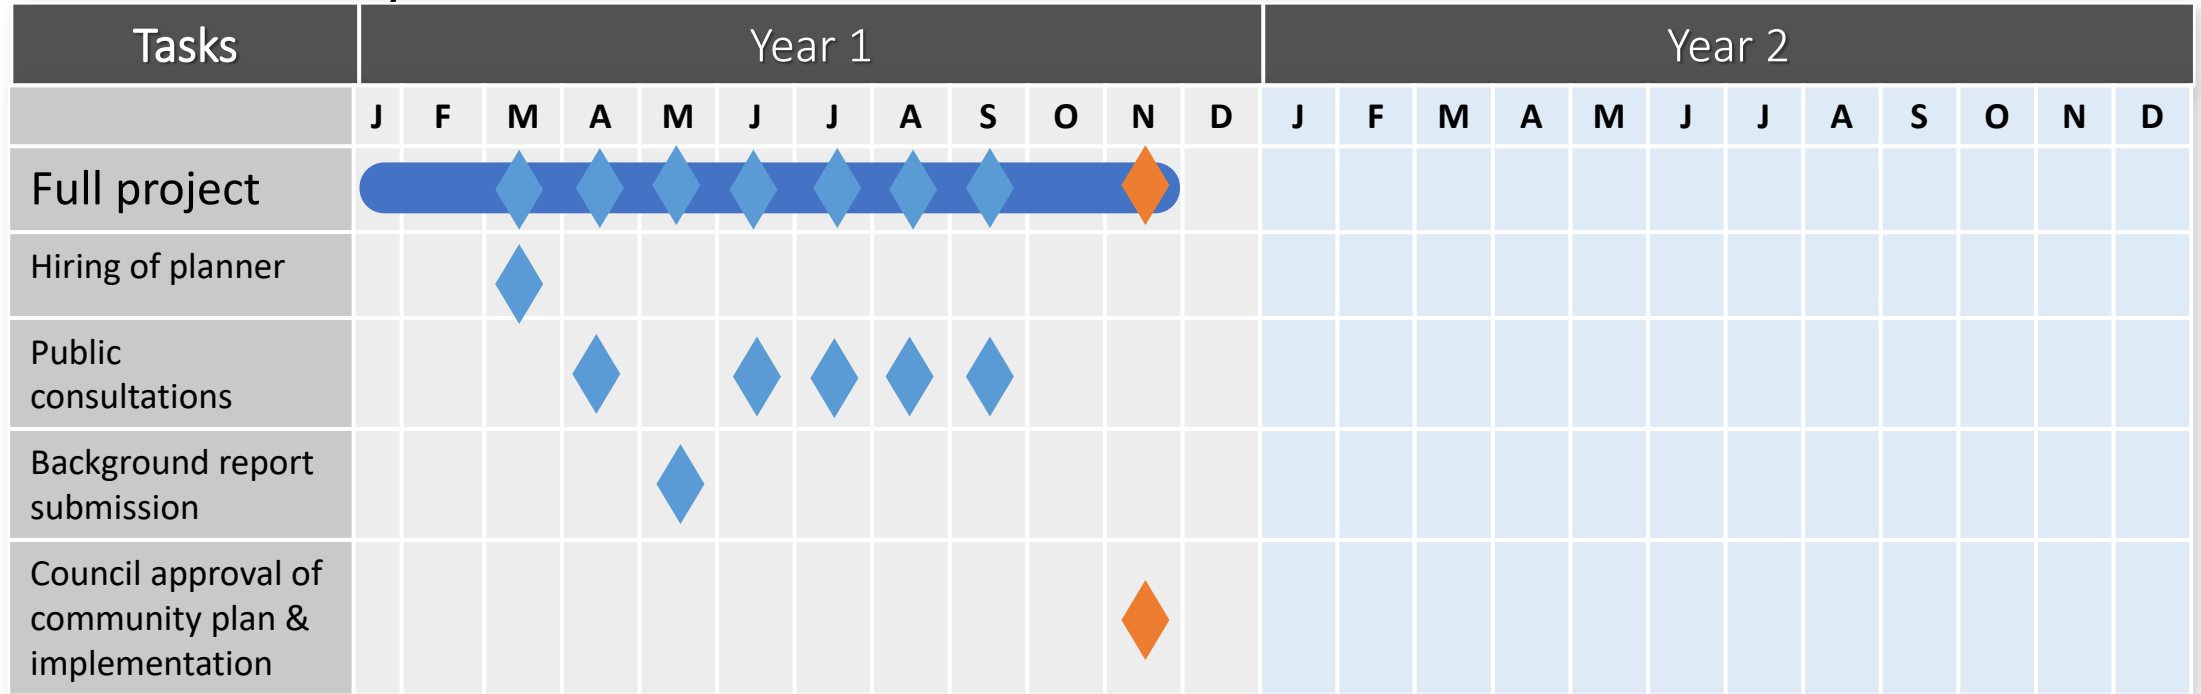 Tasks Year 1 Year 2
J F M A M J J A S O N D J F M A M J J A S O N D
Full project
Hiring of planner
Public
consultations
Background report
submission
Council approval of
community plan &
implementation